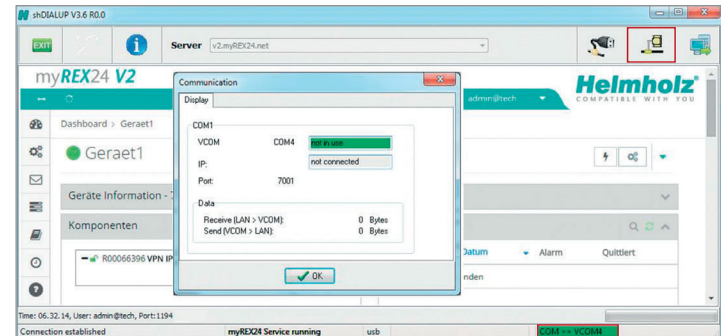 shDIALUP V3.6 R0.0
EXIT
Server v2.myREX24.net
myREX24 V2
Helmholz®
COMPATIBLE WITH YOU
admin@tech
Dashboard > Geraet1
Geraet1
Geräte Information - 7
Komponenten
R00066396 VPN IP
Datum
Alarm
Quittiert
nden
Communication
Display
COM1
VCOM COM4 not in use
IP: not connected
Port: 7001
Data
Receive (LAN > VCOM): 0 Bytes
Send (VCOM > LAN): 0 Bytes
OK
Time: 06.32.14, User: admin@tech, Port:1194
Connection established myREX24 Service running usb COM => VCOM4